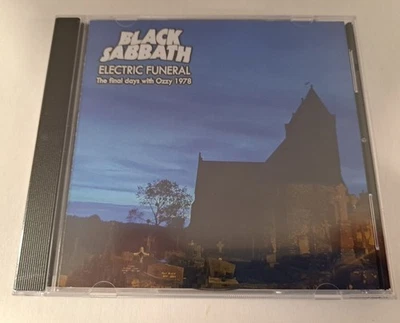 BLACK
SABBATH
ELECTRIC FUNERAL
The final days with Ozzy 1978